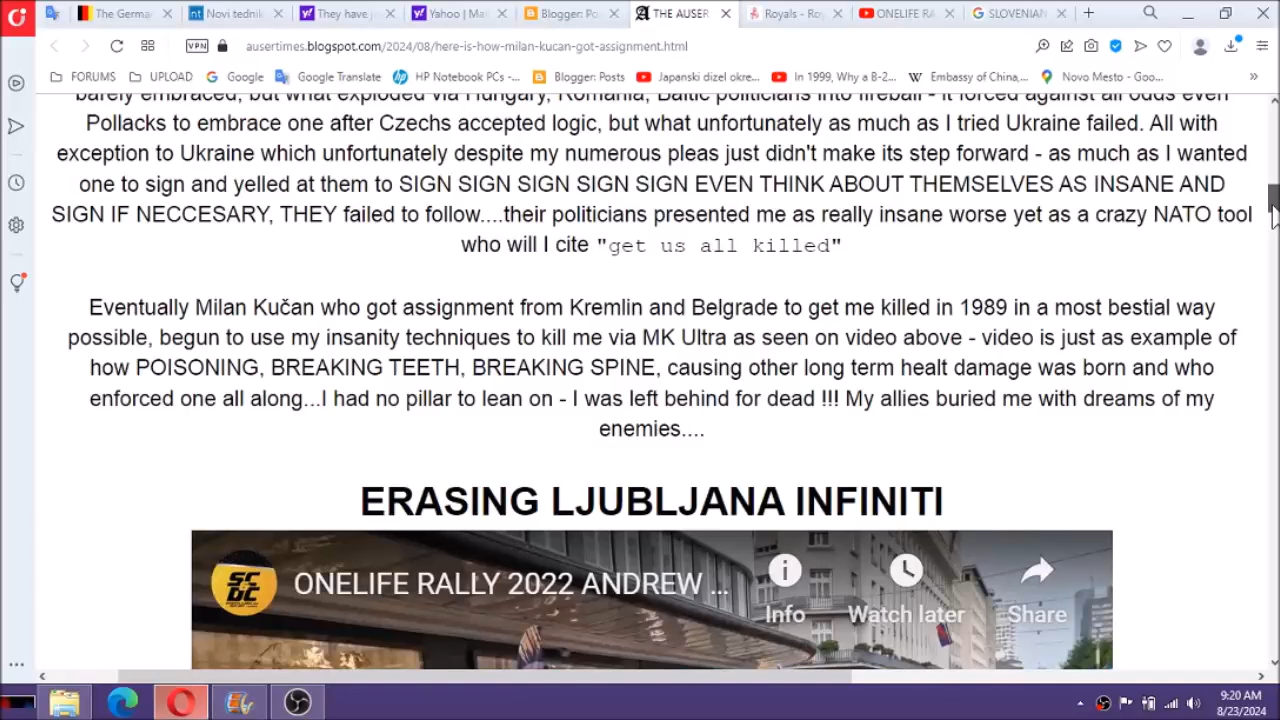 The Germa
Novi tednik
They have j
Yahoo | Ma
Blogger: Po
THE AUSER
Royals - Ro
ONELIFE RA
SLOVENIAN
VPN
ausertimes.blogspot.com/2024/08/here-is-how-milan-kucan-got-assignment.html
FORUMS
UPLOAD
Google
Google Translate
HP Notebook PC -...
Blogger: Posts
Japanski dizel okre...
In 1999, Why a B-2...
Embassy of China,...
Novo Mesto - Goo...
barely embraced, but what exploded via Hungary, Romania, Baltic politicians into fireball - it forced against all odds even
Pollacks to embrace one after Czechs accepted logic, but what unfortunately as much as I tried Ukraine failed. All with
exception to Ukraine which unfortunately despite my numerous pleas just didn't make its step forward - as much as I wanted
one to sign and yelled at them to SIGN SIGN SIGN SIGN SIGN EVEN THINK ABOUT THEMSELVES AS INSANE AND
SIGN IF NECCESARY, THEY failed to follow....their politicians presented me as really insane worse yet as a crazy NATO tool
who will I cite "get us all killed"
Eventually Milan Kučan who got assignment from Kremlin and Belgrade to get me killed in 1989 in a most bestial way
possible, begun to use my insanity techniques to kill me via MK Ultra as seen on video above - video is just as example of
how POISONING, BREAKING TEETH, BREAKING SPINE, causing other long term healt damage was born and who
enforced one all along...I had no pillar to lean on - I was left behind for dead !!! My allies buried me with dreams of my
enemies....
ERASING LJUBLJANA INFINITI
SC
DC
ONELIFE RALLY 2022 ANDREW ...
Info
Watch later
Share
9:20 AM
8/23/2024